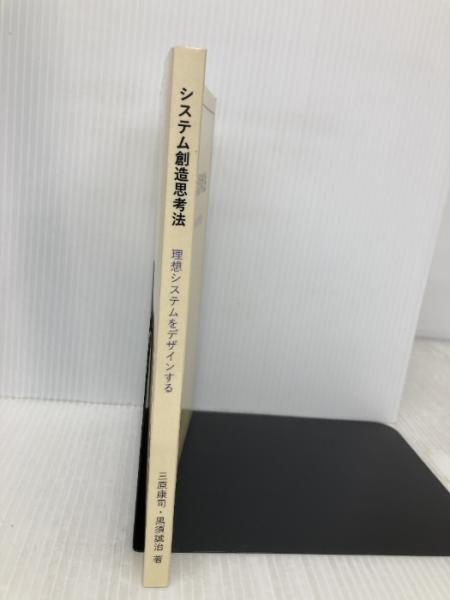 システム創造思考法
理想システムをデザインする
三原康司・黒須誠治 著